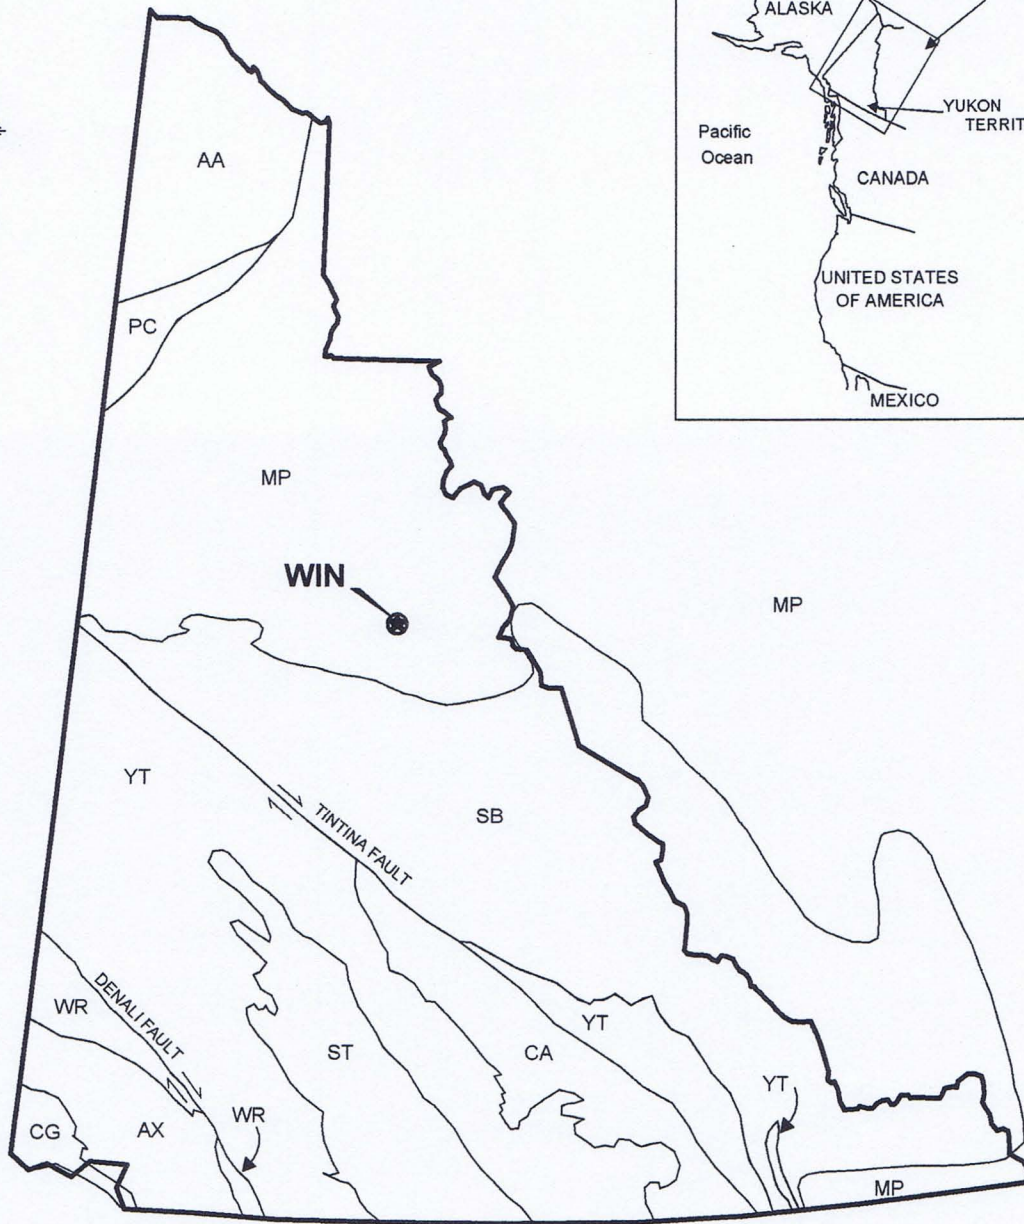 ALASKA
YUKON
TERRIT
Pacific
Ocean
CANADA
UNITED STATES
OF AMERICA
MEXICO
AA
PC
MP
WIN
MP
YT
SB
TINTINA FAULT
WR
DENALI FAULT
ST
CA
YT
YT
WR
CG
AX
MP